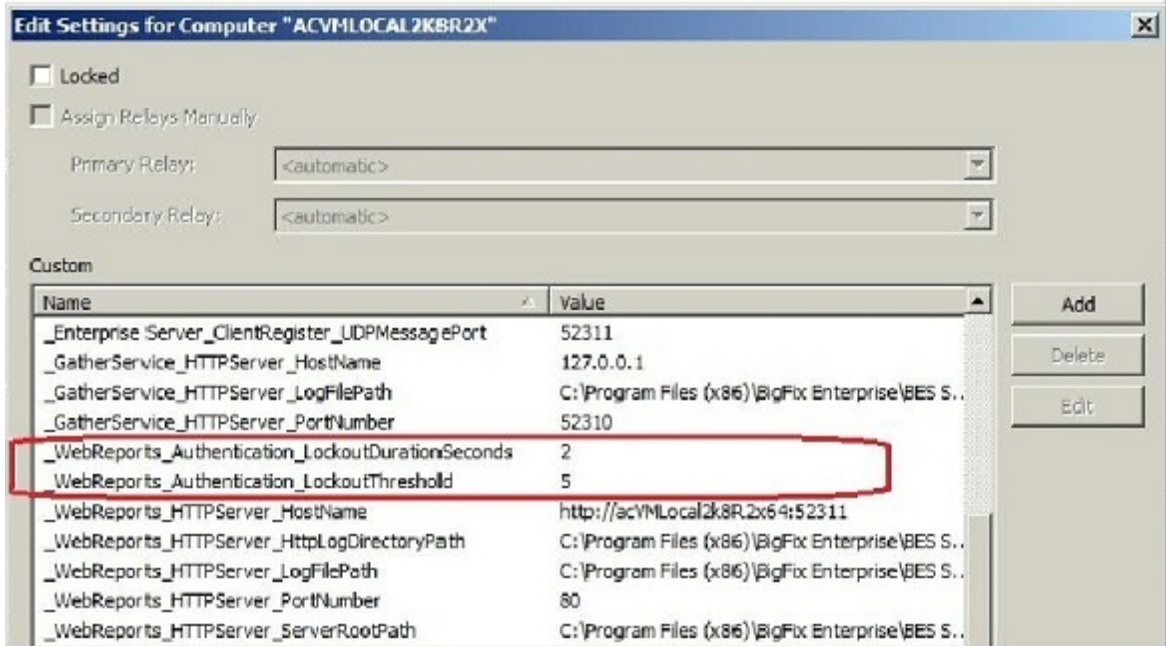 Edit Settings for Computer "ACVMLOCAL2K8R2X"
Locked
Assign Relays Manually
Primary Relay: <automatic>
Secondary Relay: <automatic>
Custom
Name Value
_Enterprise Server_ClientRegister_UDPMessagePort 52311
_GatherService_HTTPServer_HostName 127.0.0.1
_GatherService_HTTPServer_LogFilePath C:\Program Files (x86)\BigFix Enterprise\BES S...
_GatherService_HTTPServer_PortNumber 52310
_WebReports_Authentication_LockoutDurationSeconds 2
_WebReports_Authentication_LockoutThreshold 5
_WebReports_HTTPServer_HostName http://acVMLocal2k8R2x64:52311
_WebReports_HTTPServer_HttpLogDirectoryPath C:\Program Files (x86)\BigFix Enterprise\BES S...
_WebReports_HTTPServer_LogFilePath C:\Program Files (x86)\BigFix Enterprise\BES S...
_WebReports_HTTPServer_PortNumber 80
_WebReports_HTTPServer_ServerRootPath C:\Program Files (x86)\BigFix Enterprise\BES S...
Add
Delete
Edit